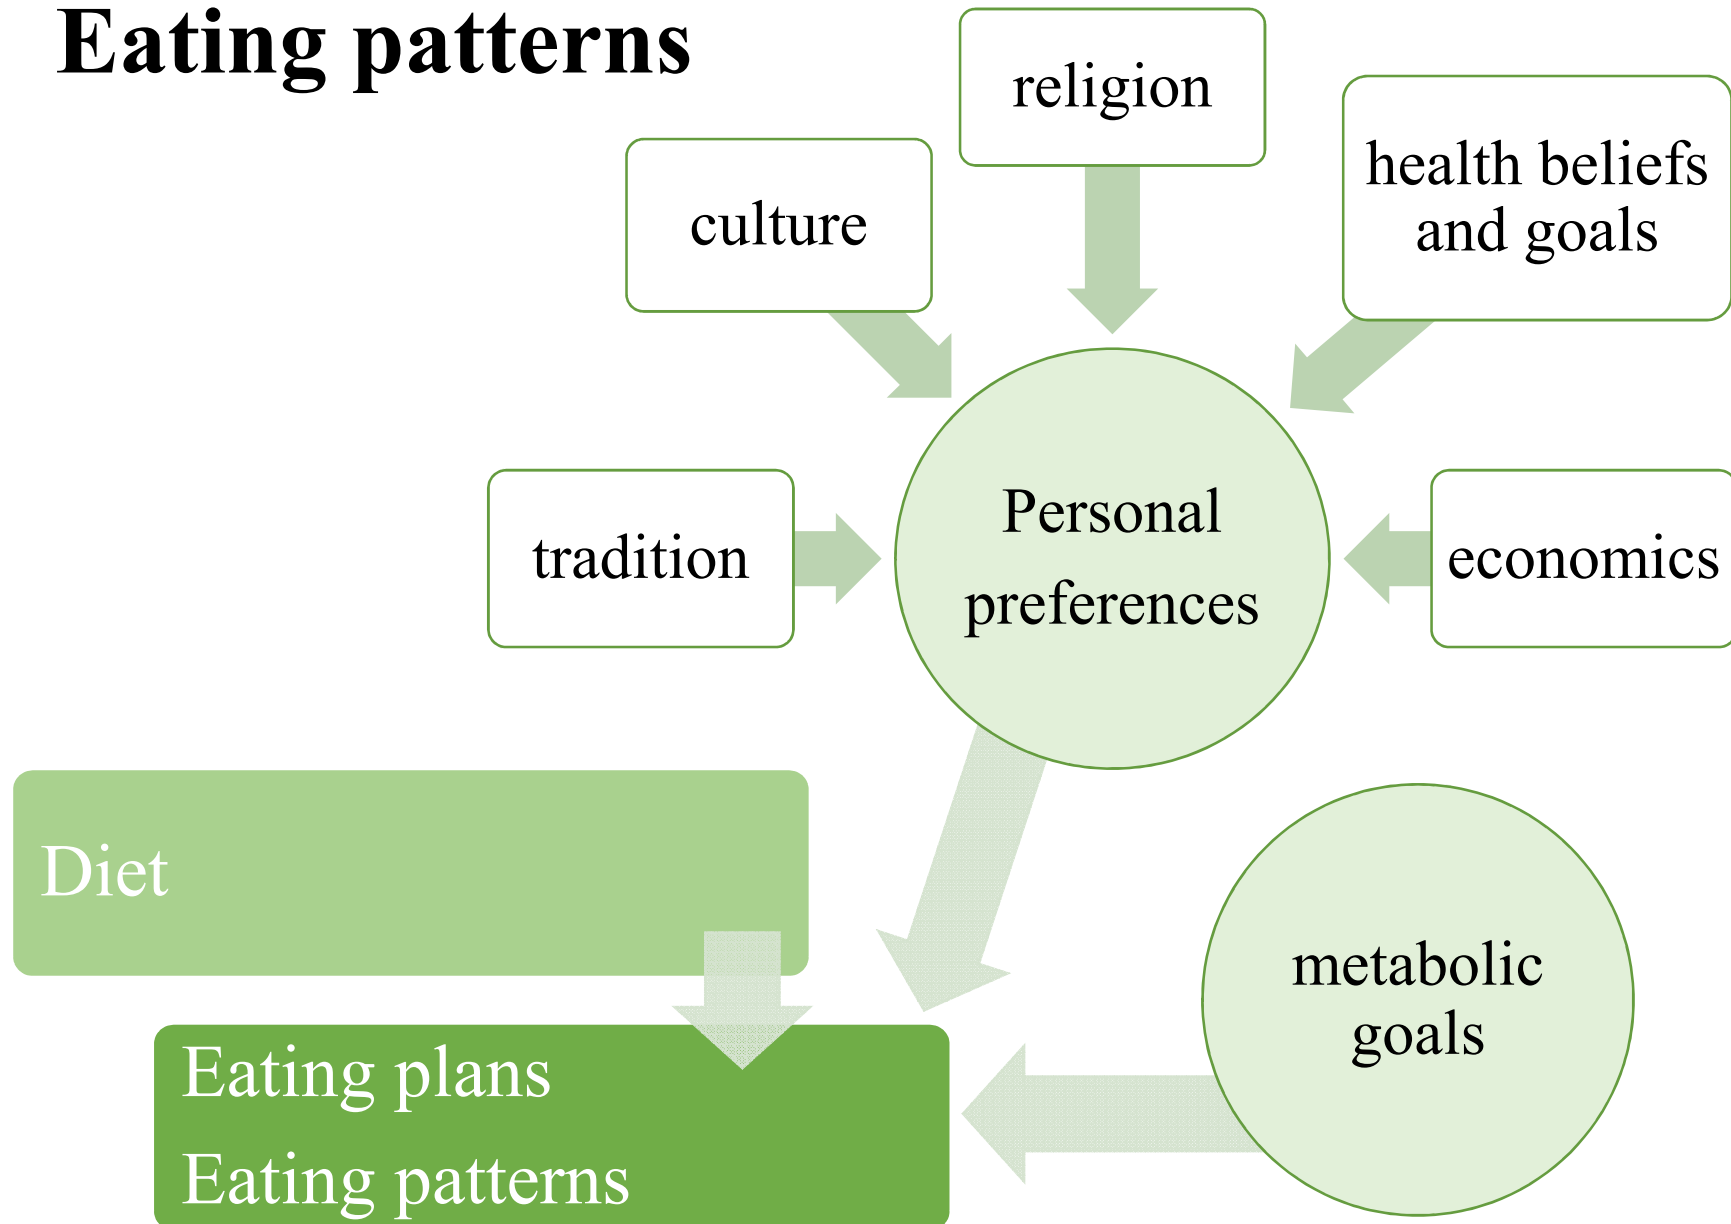 Eating patterns
religion
culture
health beliefs
and goals
tradition
Personal
preferences
economics
Diet
metabolic
goals
Eating plans
Eating patterns